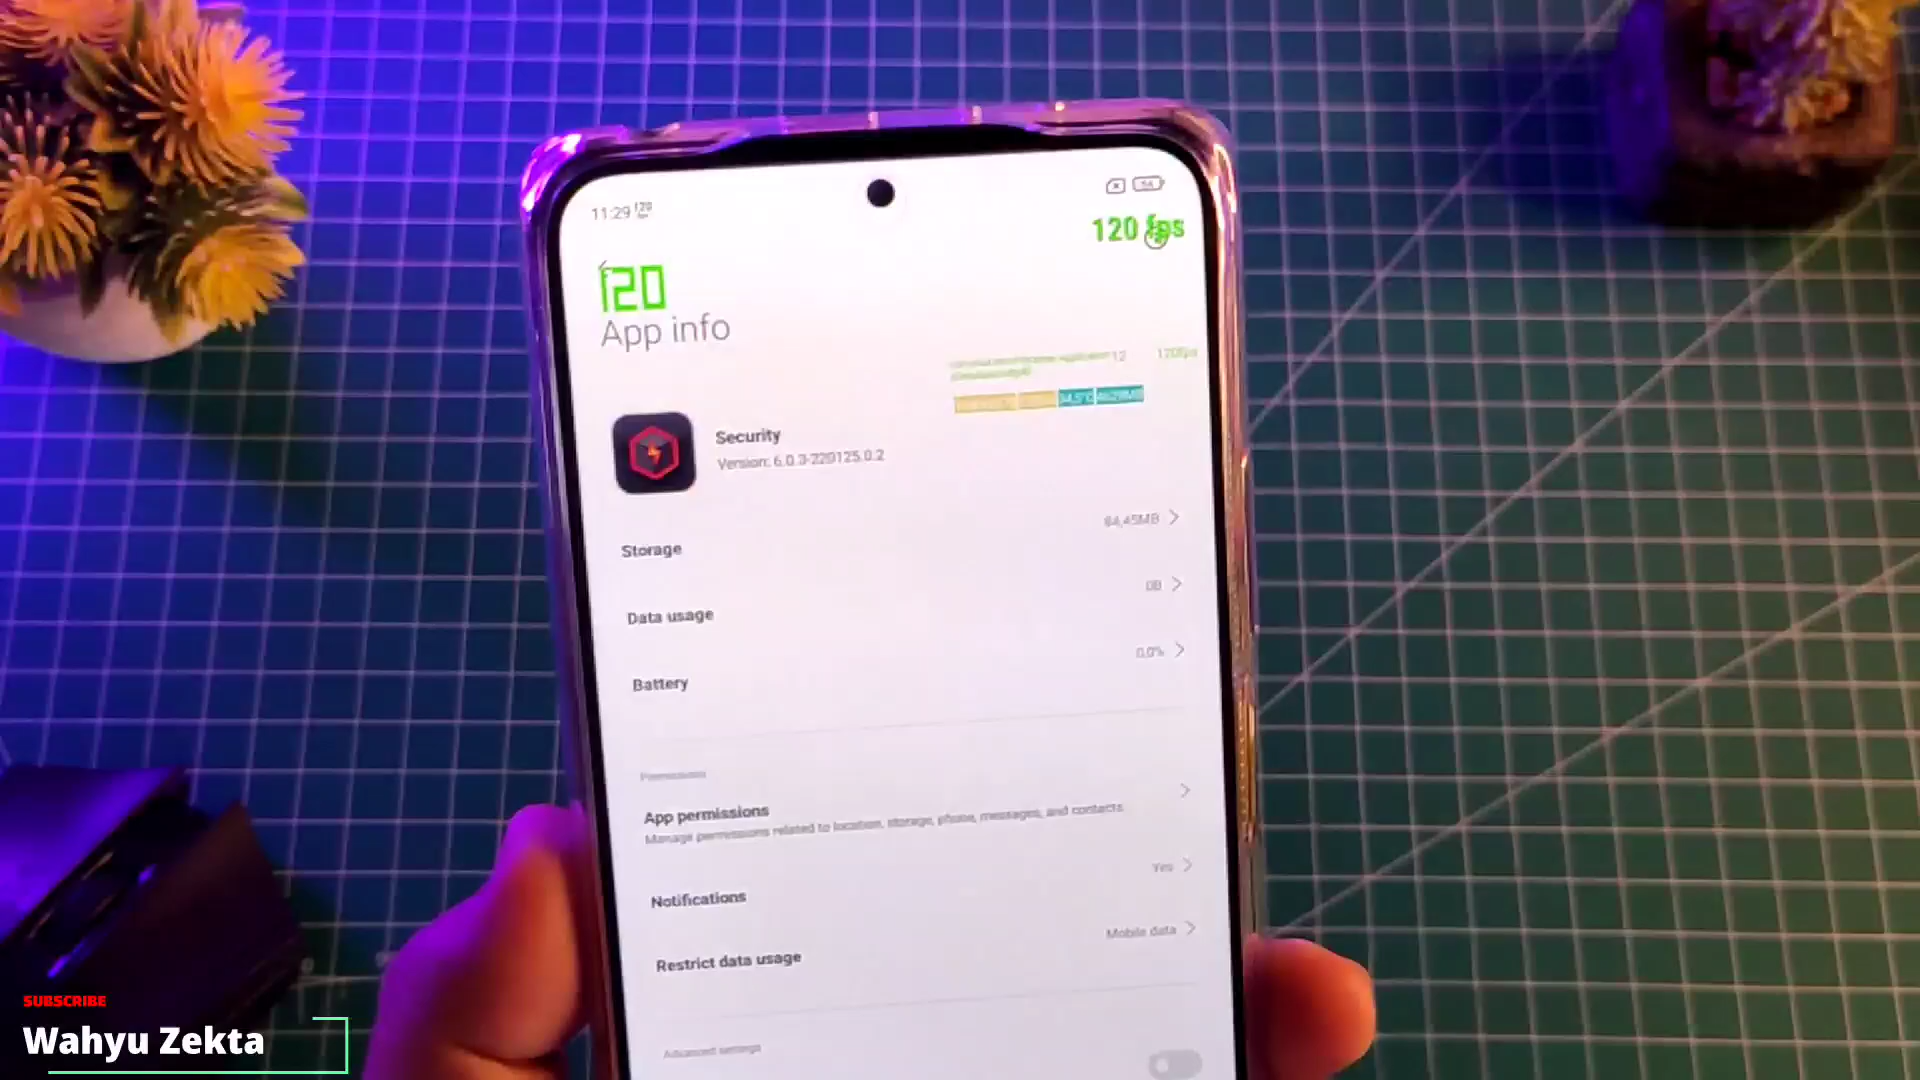 11:29 120
56
120 fps
120
App info
Security
Version: 6.0.3-220125.0.2
Storage
84,45MB
Data usage
0B
Battery
0,0%
Permissions
App permissions
Manage permissions related to location, storage, phone, messages, and contacts
Notifications
Yes
Restrict data usage
Mobile data
Advanced settings
SUBSCRIBE
Wahyu Zekta